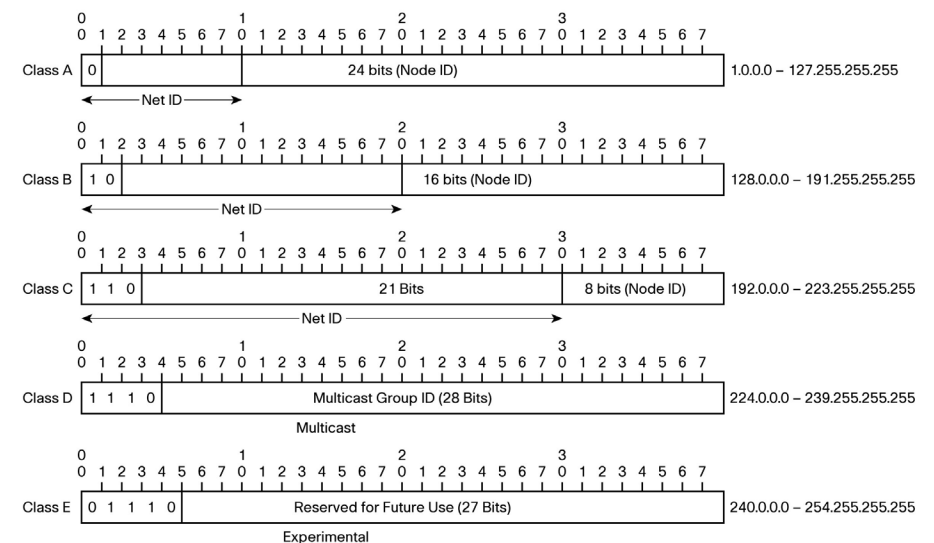 0 1 2 3
0 1 2 3 4 5 6 7 0 1 2 3 4 5 6 7 0 1 2 3 4 5 6 7 0 1 2 3 4 5 6 7
Class A 0 24 bits (Node ID) 1.0.0.0 – 127.255.255.255
Net ID
0 1 2 3
0 1 2 3 4 5 6 7 0 1 2 3 4 5 6 7 0 1 2 3 4 5 6 7 0 1 2 3 4 5 6 7
Class B 1 0 16 bits (Node ID) 128.0.0.0 – 191.255.255.255
Net ID
0 1 2 3
0 1 2 3 4 5 6 7 0 1 2 3 4 5 6 7 0 1 2 3 4 5 6 7 0 1 2 3 4 5 6 7
Class C 1 1 0 21 Bits 8 bits (Node ID) 192.0.0.0 – 223.255.255.255
Net ID
0 1 2 3
0 1 2 3 4 5 6 7 0 1 2 3 4 5 6 7 0 1 2 3 4 5 6 7 0 1 2 3 4 5 6 7
Class D 1 1 1 0 Multicast Group ID (28 Bits) 224.0.0.0 – 239.255.255.255
Multicast
0 1 2 3
0 1 2 3 4 5 6 7 0 1 2 3 4 5 6 7 0 1 2 3 4 5 6 7 0 1 2 3 4 5 6 7
Class E 0 1 1 1 0 Reserved for Future Use (27 Bits) 240.0.0.0 – 254.255.255.255
Experimental